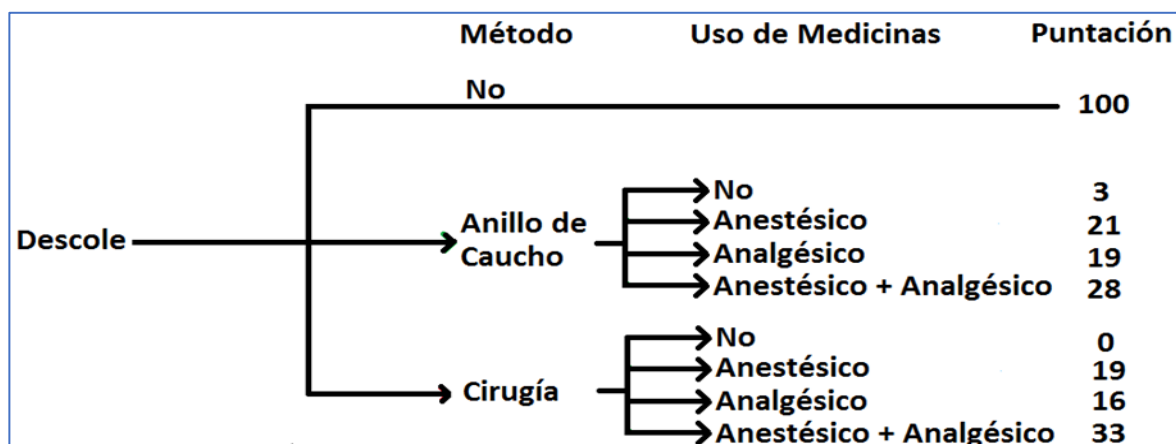 Método Uso de Medicinas Puntación
No 100
Descole
Anillo de Caucho
No 3
Anestésico 21
Analgésico 19
Anestésico + Analgésico 28
Cirugía
No 0
Anestésico 19
Analgésico 16
Anestésico + Analgésico 33